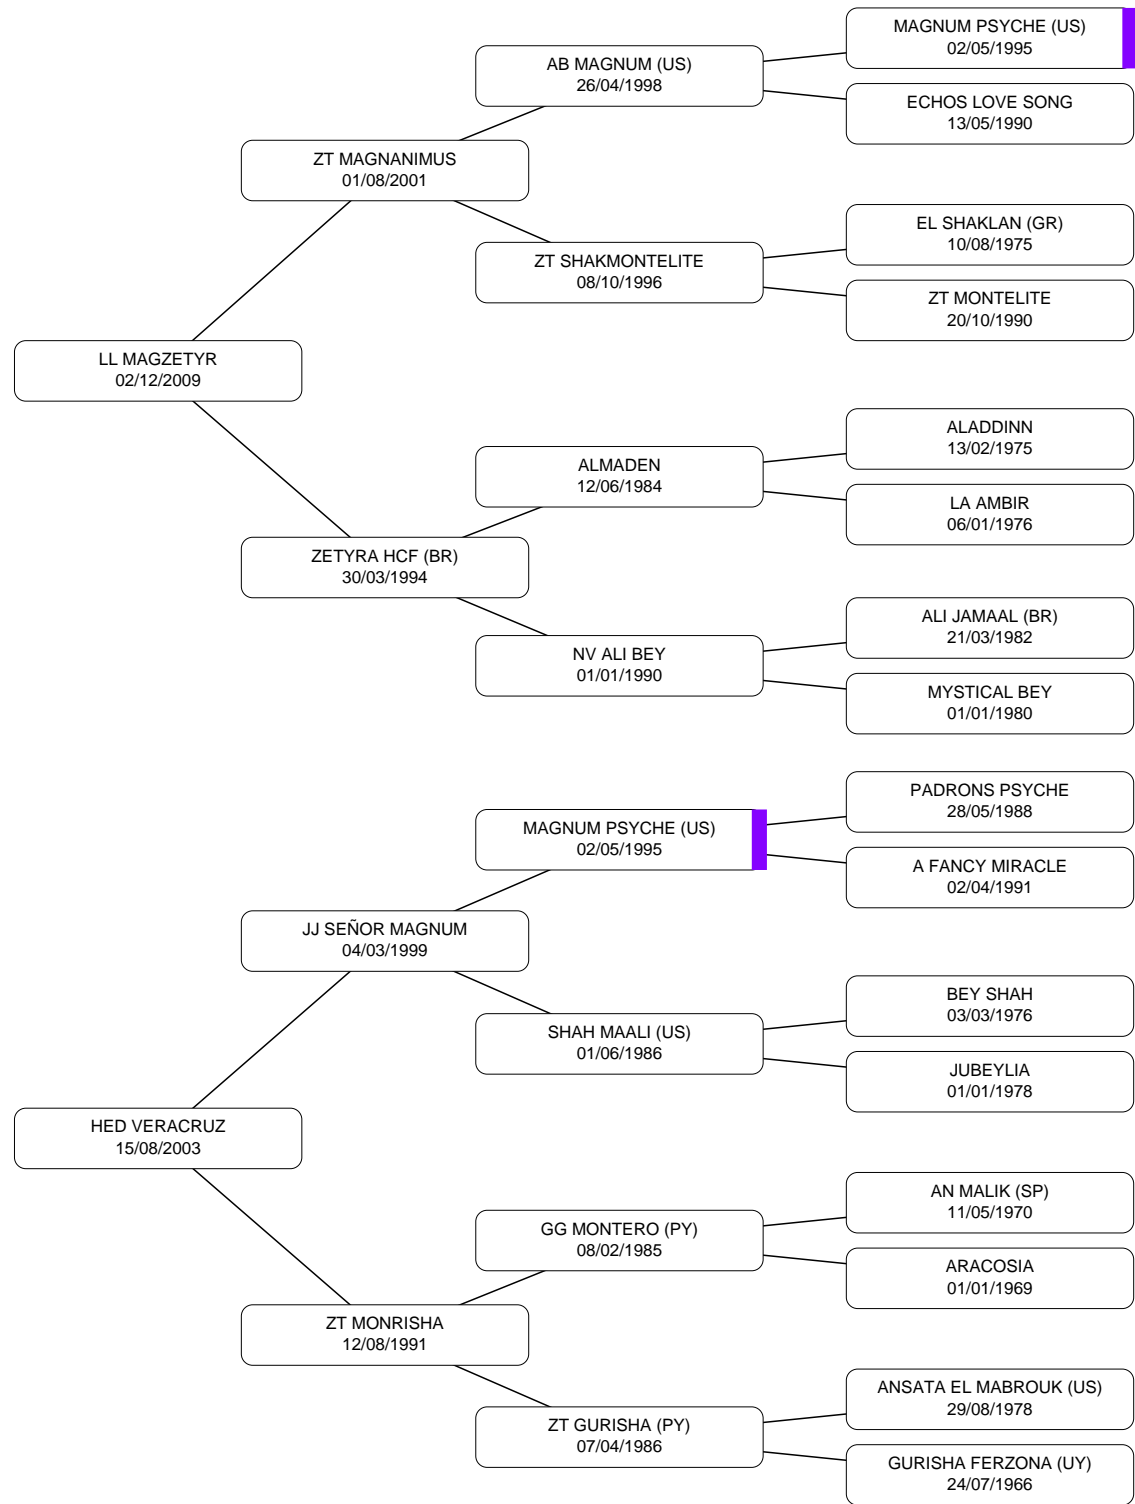 MAGNUM PSYCHE (US)
02/05/1995
AB MAGNUM (US)
26/04/1998
ECHOS LOVE SONG
13/05/1990
ZT MAGNANIMUS
01/08/2001
EL SHAKLAN (GR)
10/08/1975
ZT SHAKMONTELITE
08/10/1996
ZT MONTELITE
20/10/1990
LL MAGZETYR
02/12/2009
ALADDINN
13/02/1975
ALMADEN
12/06/1984
LA AMBIR
06/01/1976
ZETYRA HCF (BR)
30/03/1994
ALI JAMAAL (BR)
21/03/1982
NV ALI BEY
01/01/1990
MYSTICAL BEY
01/01/1980
PADRONS PSYCHE
28/05/1988
MAGNUM PSYCHE (US)
02/05/1995
A FANCY MIRACLE
02/04/1991
JJ SEÑOR MAGNUM
04/03/1999
BEY SHAH
03/03/1976
SHAH MAALI (US)
01/06/1986
JUBEYLIA
01/01/1978
HED VERACRUZ
15/08/2003
AN MALIK (SP)
11/05/1970
GG MONTERO (PY)
08/02/1985
ARACOSIA
01/01/1969
ZT MONRISHA
12/08/1991
ANSATA EL MABROUK (US)
29/08/1978
ZT GURISHA (PY)
07/04/1986
GURISHA FERZONA (UY)
24/07/1966